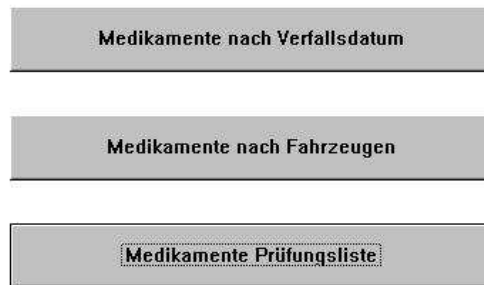 Medikamente nach Verfallsdatum
Medikamente nach Fahrzeugen
Medikamente Prüfungsliste